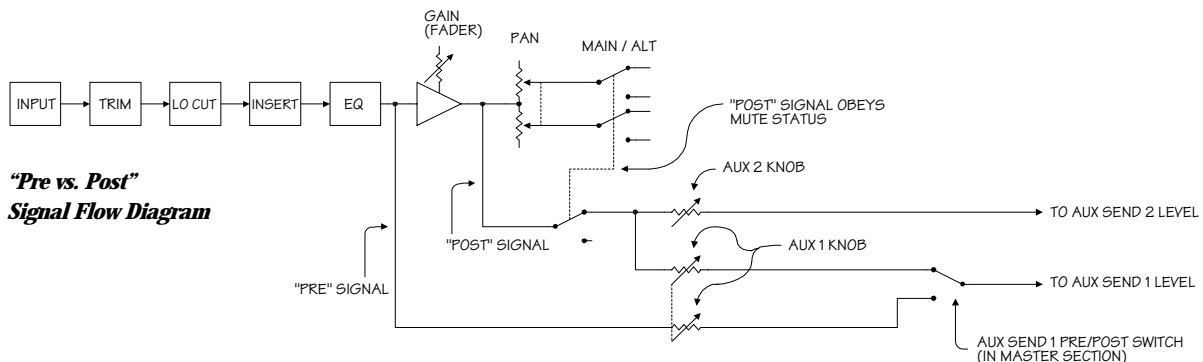 GAIN
(FADER)
PAN
MAIN / ALT
INPUT
TRIM
LO CUT
INSERT
EQ
"POST" SIGNAL OBEYS
MUTE STATUS
"Pre vs. Post"
Signal Flow Diagram
AUX 2 KNOB
TO AUX SEND 2 LEVEL
"POST" SIGNAL
AUX 1 KNOB
"PRE" SIGNAL
TO AUX SEND 1 LEVEL
AUX SEND 1 PRE/POST SWITCH
(IN MASTER SECTION)